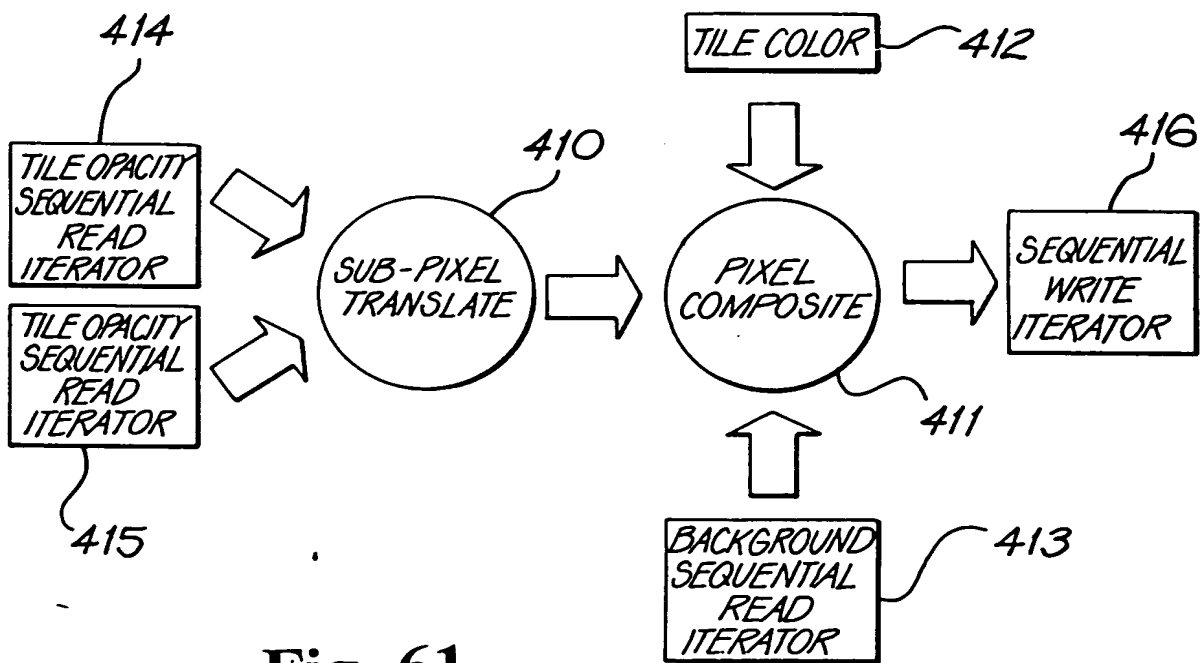 414
TILE COLOR
412
TILE OPACITY
SEQUENTIAL
READ
ITERATOR
410
416
SUB-PIXEL
TRANSLATE
PIXEL
COMPOSITE
SEQUENTIAL
WRITE
ITERATOR
TILE OPACITY
SEQUENTIAL
READ
ITERATOR
411
415
BACKGROUND
SEQUENTIAL
READ
ITERATOR
413
Fig. 61